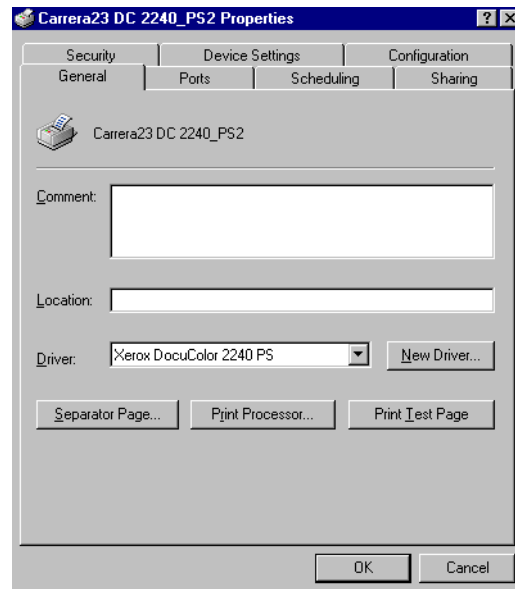 Carrera23 DC 2240_PS2 Properties
Security Device Settings Configuration
General Ports Scheduling Sharing
Carrera23 DC 2240_PS2
Comment:
Location:
Driver: Xerox DocuColor 2240 PS New Driver...
Separator Page... Print Processor... Print Test Page
OK Cancel